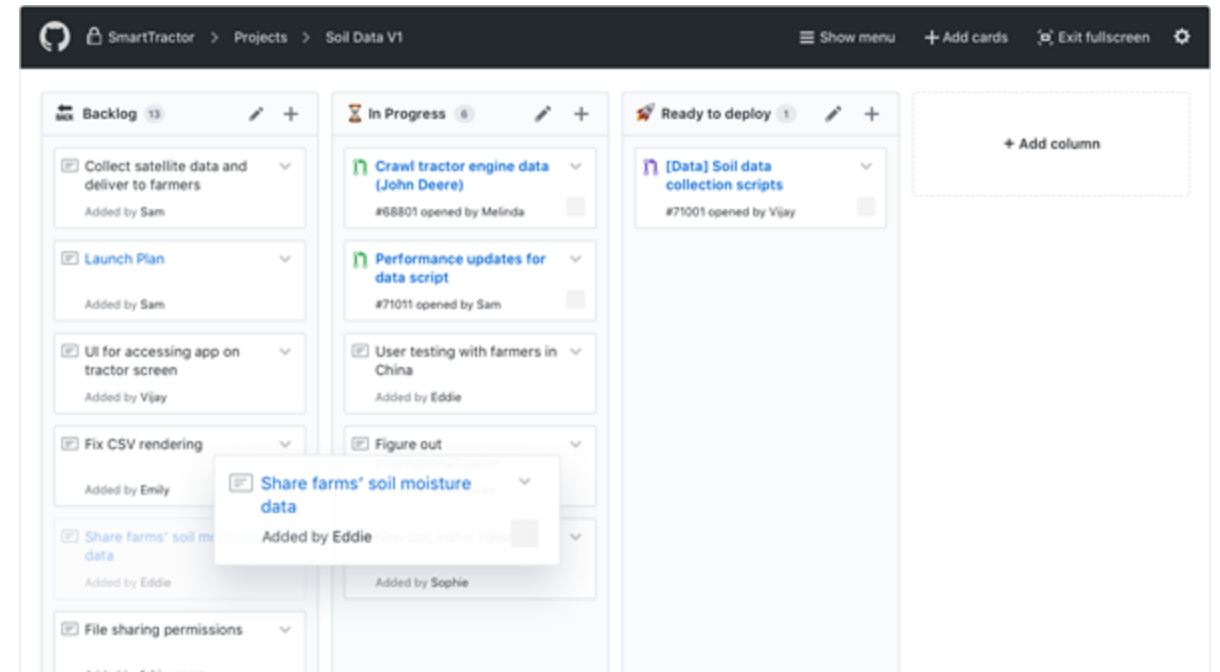 SmartTractor > Projects > Soil Data V1
Show menu
Add cards
Exit fullscreen
BACK
Backlog 13
Collect satellite data and
deliver to farmers
Added by Sam
Launch Plan
Added by Sam
UI for accessing app on
tractor screen
Added by Vijay
Fix CSV rendering
Added by Emily
Share farms' soil
data
Added by Eddie
File sharing permissions
In Progress 6
Crawl tractor engine data
(John Deere)
#68801 opened by Melinda
Performance updates for
data script
#71011 opened by Sam
User testing with farmers in
China
Added by Eddie
Figure out
Share farms' soil moisture
data
Added by Eddie
Added by Sophie
Ready to deploy 1
[Data] Soil data
collection scripts
#71001 opened by Vijay
+ Add column